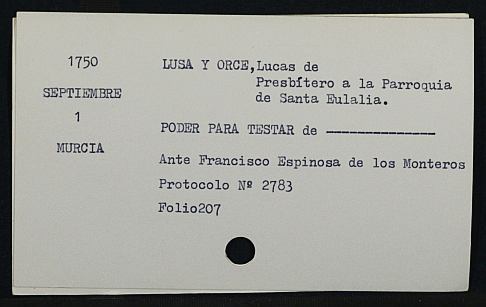 1750
SEPTIEMBRE
1
MURCIA
LUSA Y ORCE,Lucas de
Presbítero a la Parroquia
de Santa Eulalia.
PODER PARA TESTAR de --------------
Ante Francisco Espinosa de los Monteros
Protocolo Nº 2783
Folio207